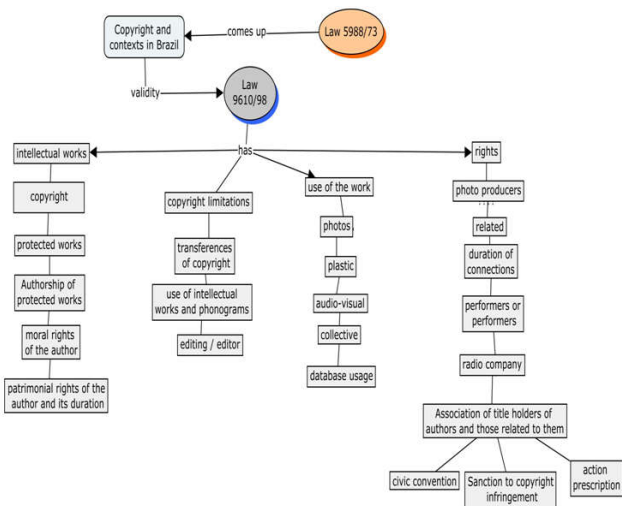 Copyright and
contexts in Brazil
comes up
Law 5988/73
validity
Law
9610/98
has
intellectual works
copyright
protected works
Authorship of
protected works
moral rights
of the author
patrimonial rights of the
author and its duration
copyright limitations
transferences
of copyright
use of intellectual
works and phonograms
editing / editor
use of the work
photos,
plastic
audio-visual
collective
database usage
rights
photo producers
related
duration of
connections
performers or
performers
radio company
Association of title holders of
authors and those related to them
civic convention
Sanction to copyright
infringement
action
prescription